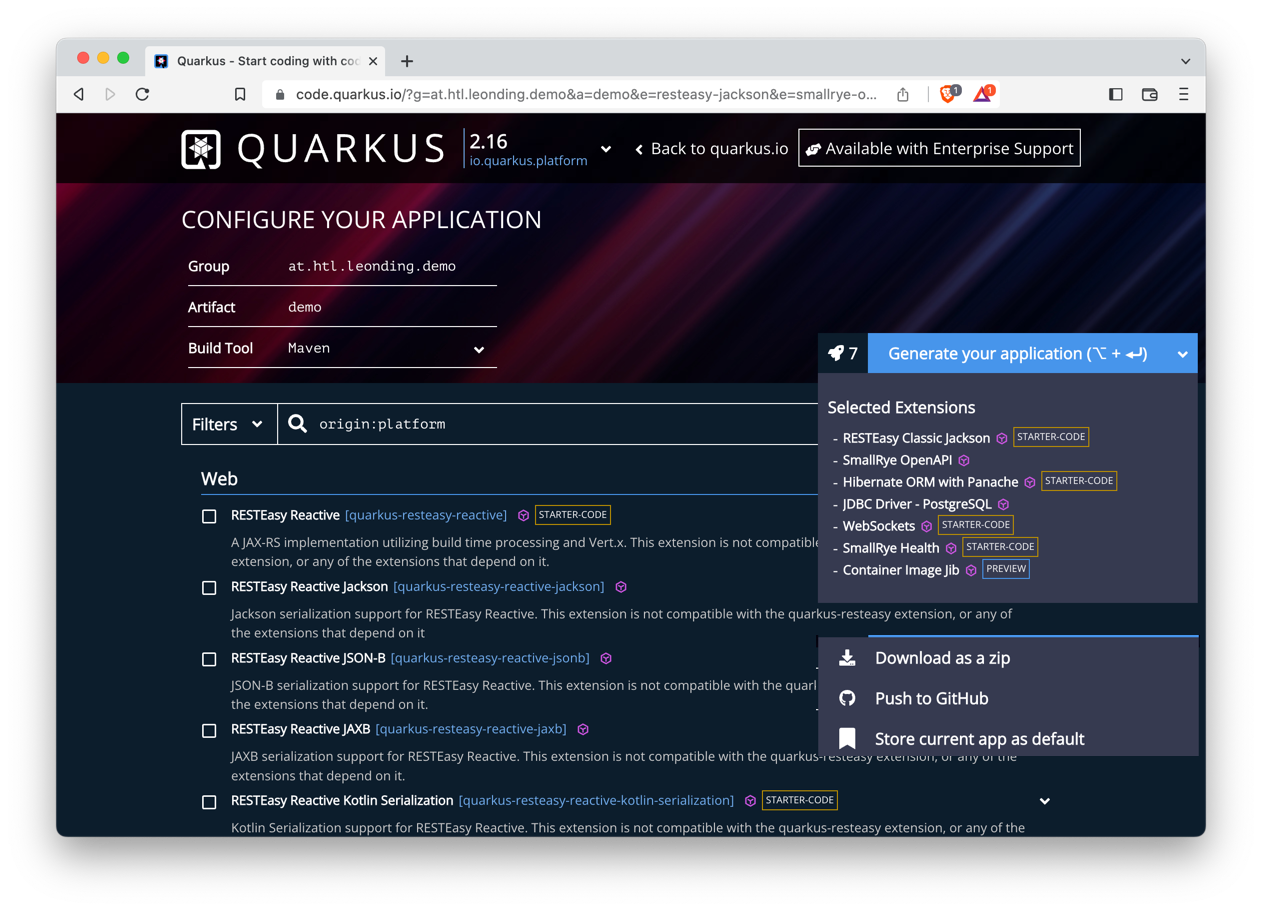 Quarkus - Start coding with co
code.quarkus.io/?g=at.htl.leonding.demo&a=demo&e=resteasy-jackson&e=smallrye-o...
1
1
QUARKUS
2.16
io.quarkus.platform
Back to quarkus.io
Available with Enterprise Support
CONFIGURE YOUR APPLICATION
Group at.htl.leonding.demo
Artifact demo
Build Tool Maven
7 Generate your application (⌥ + ⏎)
Selected Extensions
- RESTEasy Classic Jackson STARTER-CODE
- SmallRye OpenAPI
- Hibernate ORM with Panache STARTER-CODE
- JDBC Driver - PostgreSQL
- WebSockets STARTER-CODE
- SmallRye Health STARTER-CODE
- Container Image Jib PREVIEW
Download as a zip
Push to GitHub
Store current app as default
Filters origin:platform
Web
RESTEasy Reactive [quarkus-resteasy-reactive] STARTER-CODE
A JAX-RS implementation utilizing build time processing and Vert.x. This extension is not compatible
extension, or any of the extensions that depend on it.
RESTEasy Reactive Jackson [quarkus-resteasy-reactive-jackson]
Jackson serialization support for RESTEasy Reactive. This extension is not compatible with the quarkus-resteasy extension, or any of
the extensions that depend on it
RESTEasy Reactive JSON-B [quarkus-resteasy-reactive-jsonb]
JSON-B serialization support for RESTEasy Reactive. This extension is not compatible with the quark
the extensions that depend on it.
RESTEasy Reactive JAXB [quarkus-resteasy-reactive-jaxb]
JAXB serialization support for RESTEasy Reactive. This extension is not compatible with the quarkus-resteasy extension, or any of the
extensions that depend on it.
RESTEasy Reactive Kotlin Serialization [quarkus-resteasy-reactive-kotlin-serialization] STARTER-CODE
Kotlin Serialization support for RESTEasy Reactive. This extension is not compatible with the quarkus-resteasy extension, or any of the